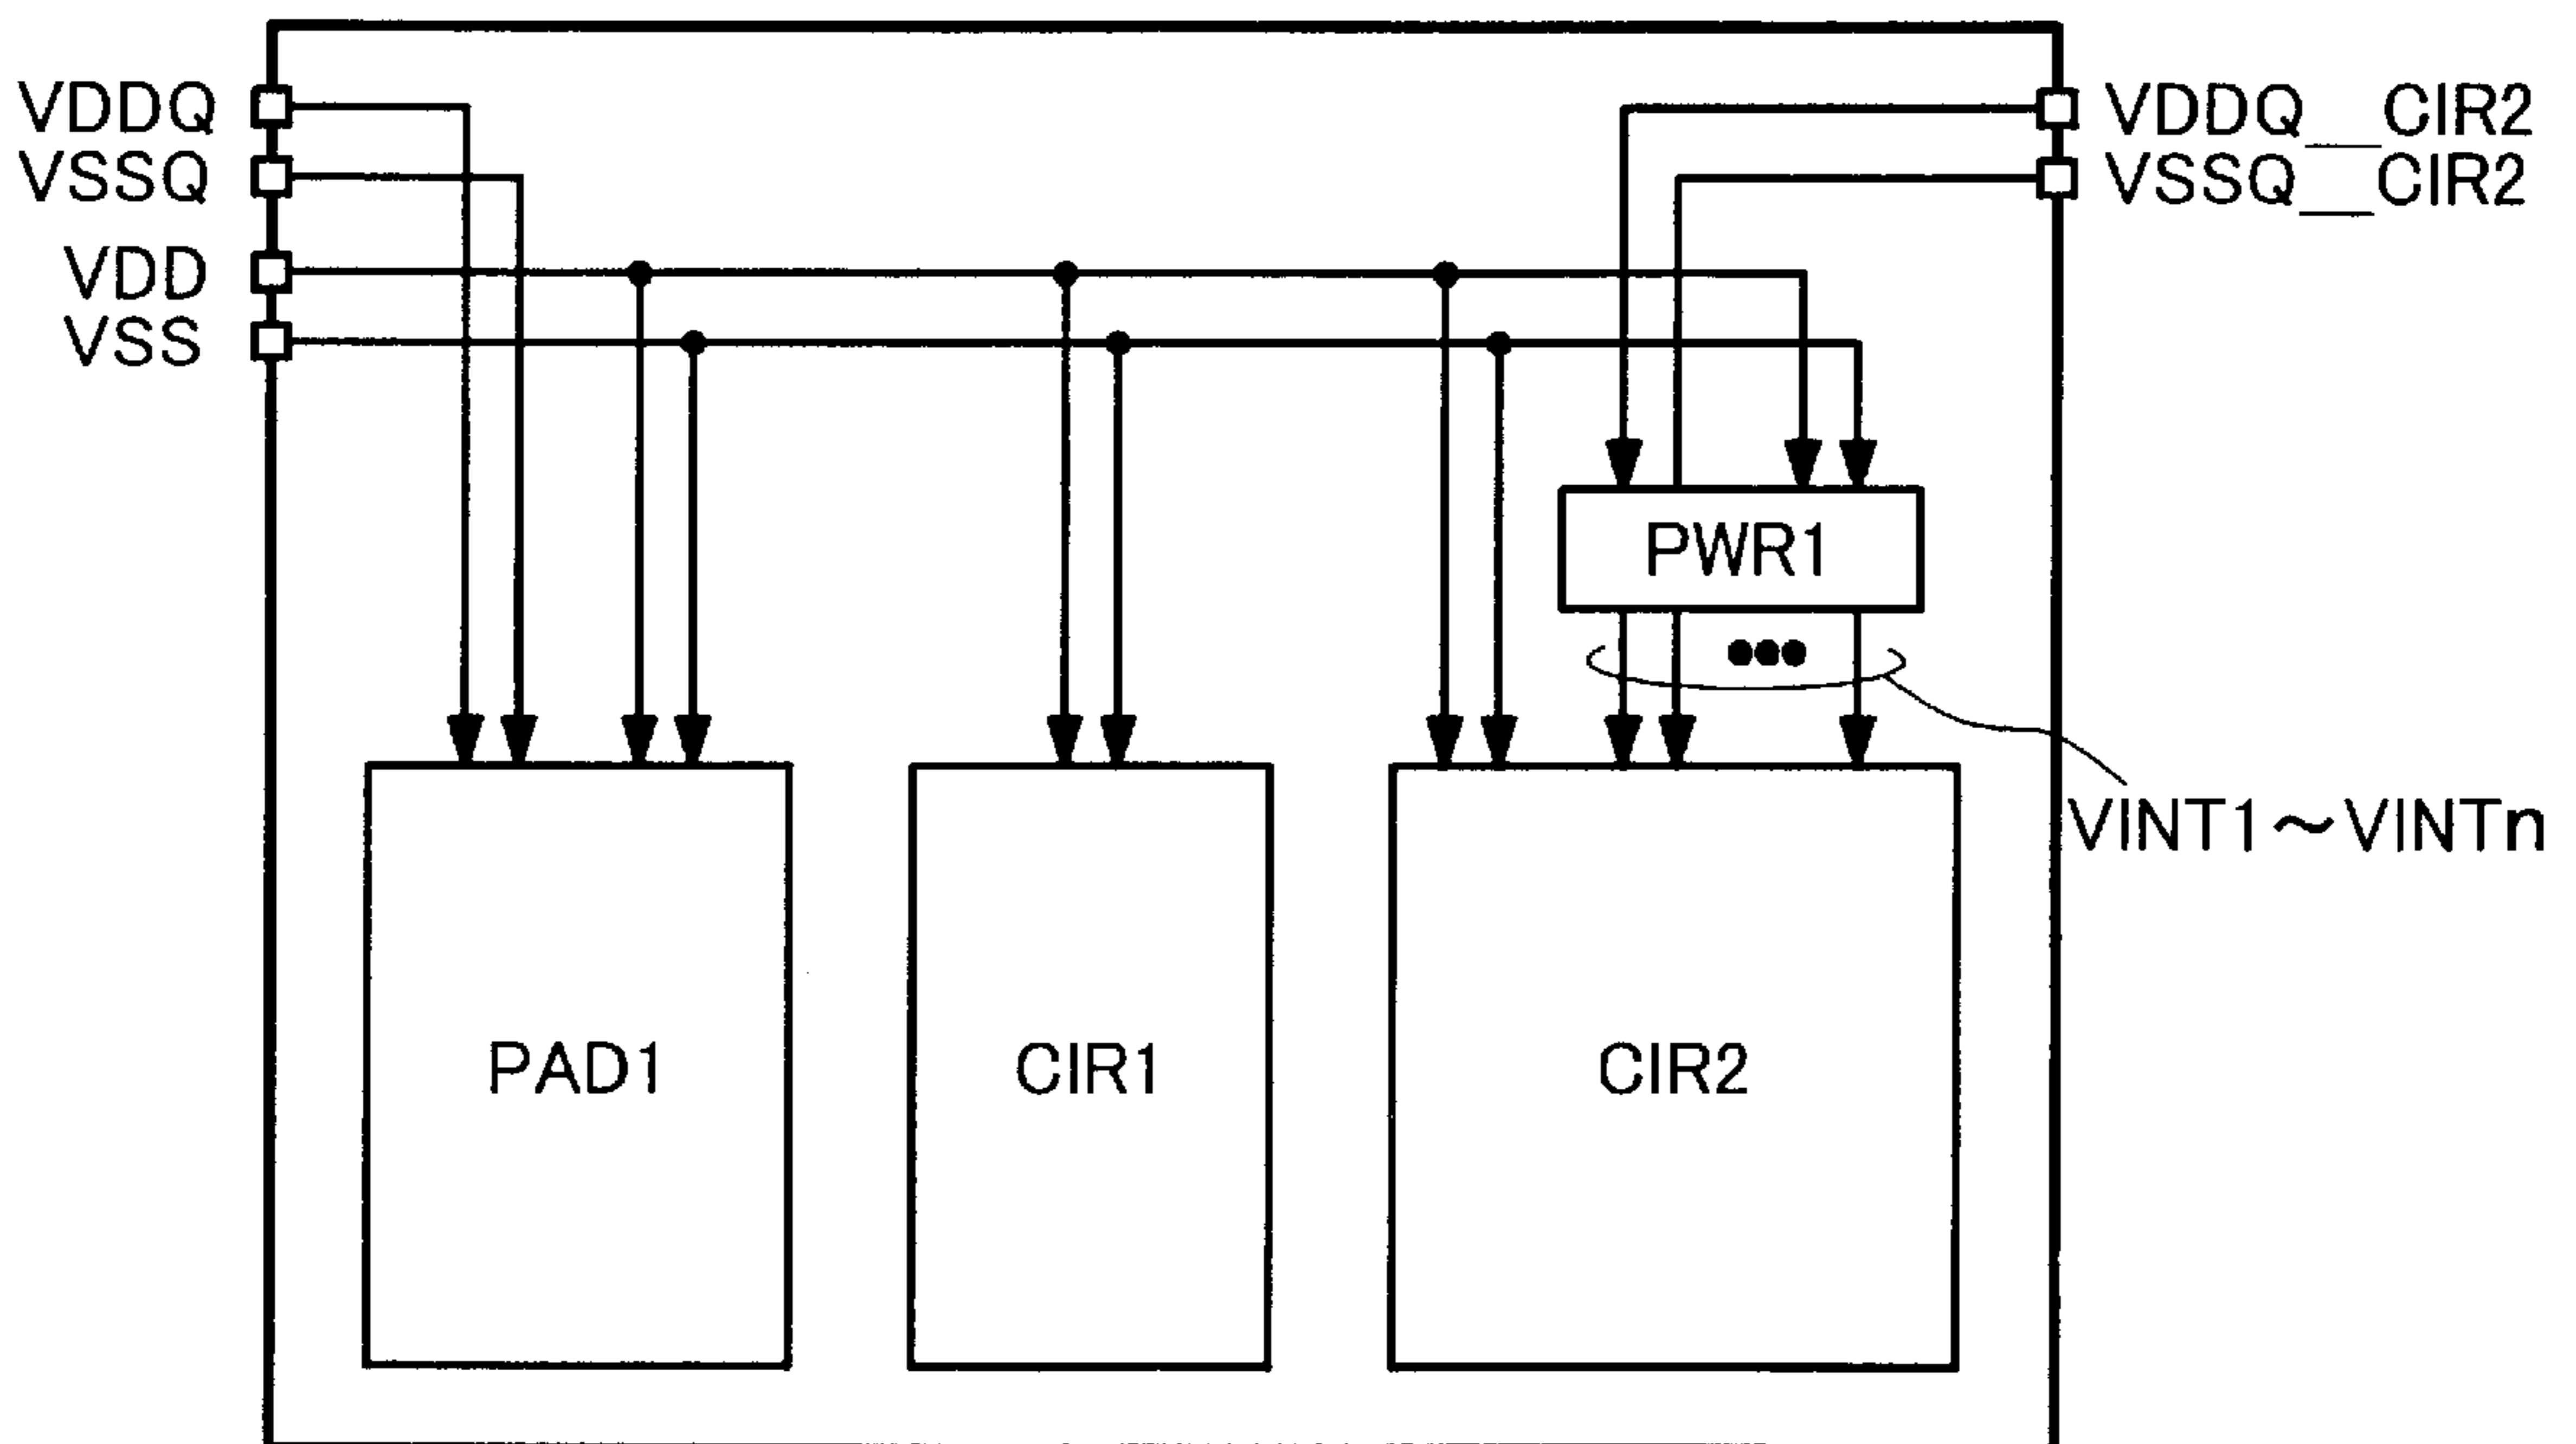 VDDQ
VSSQ
VDD
VSS
VDDQ__CIR2
VSSQ__CIR2
PWR1
VINT1～VINTn
PAD1
CIR1
CIR2